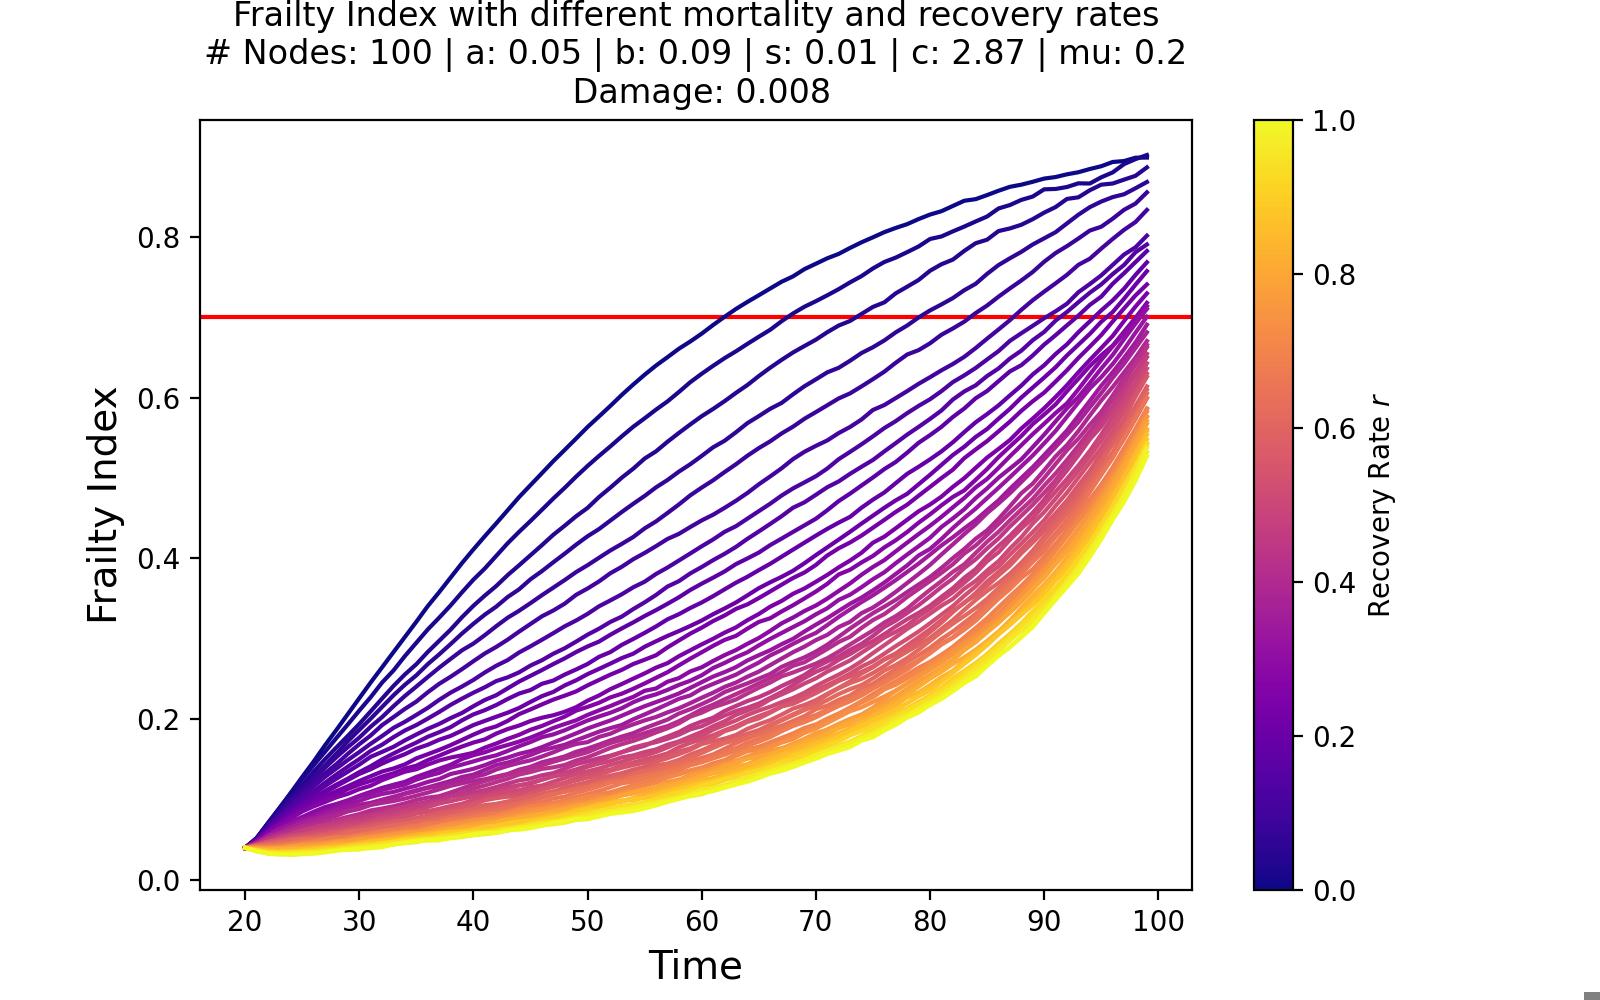 Frailty Index with different mortality and recovery rates
# Nodes: 100 | a: 0.05 | b: 0.09 | s: 0.01 | c: 2.87 | mu: 0.2
Damage: 0.008
Frailty Index
0.8
0.6
0.4
0.2
0.0
20 30 40 50 60 70 80 90 100
Time
1.0
0.8
0.6
0.4
0.2
0.0
Recovery Rate r